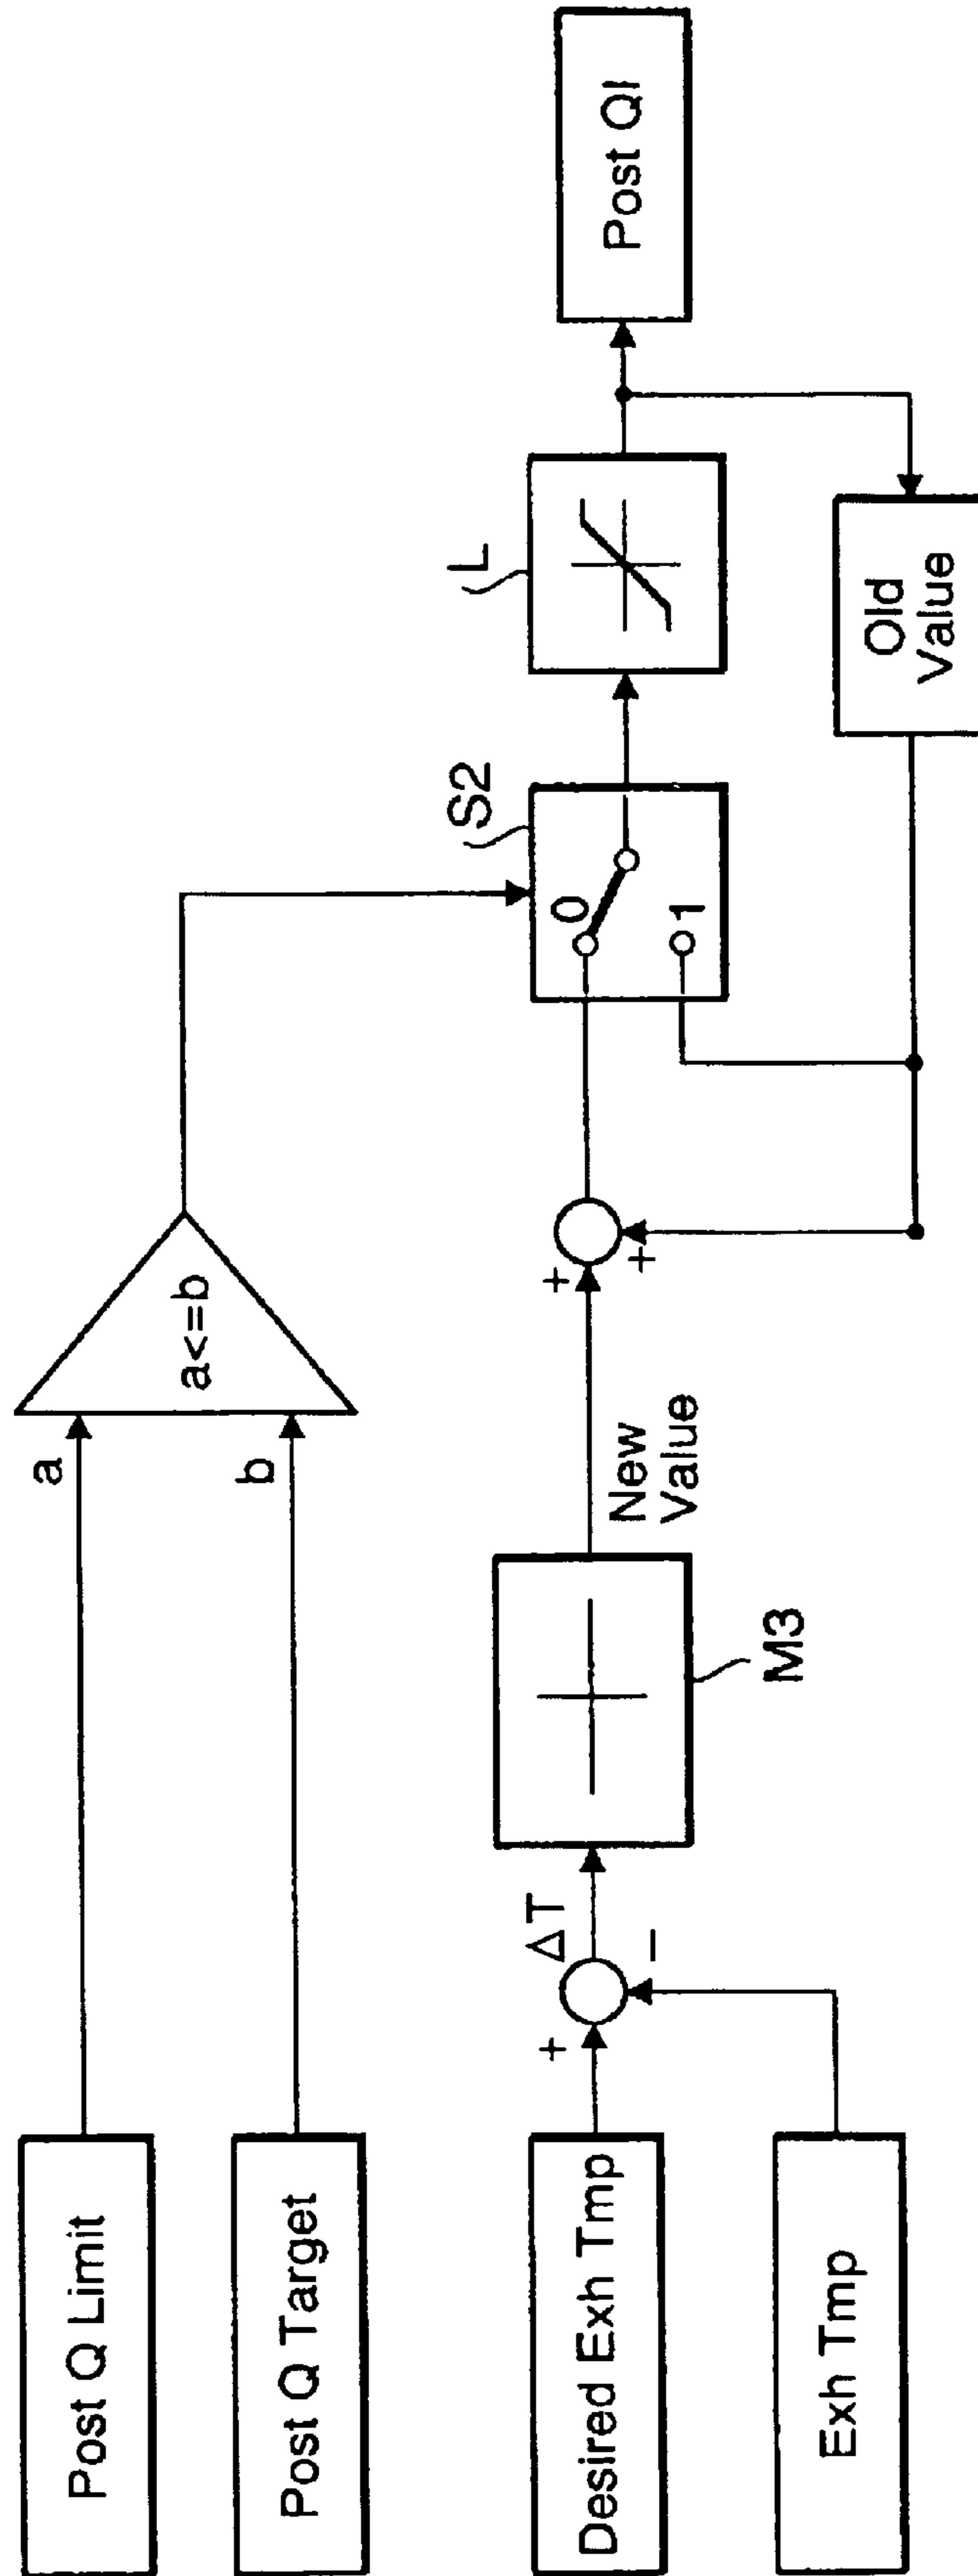 Post Q Limit
a
Post Q Target
b
a<=b
Desired Exh Tmp
+
ΔT
−
Exh Tmp
M3
New
Value
+
+
S2
0
1
L
Post QI
Old
Value